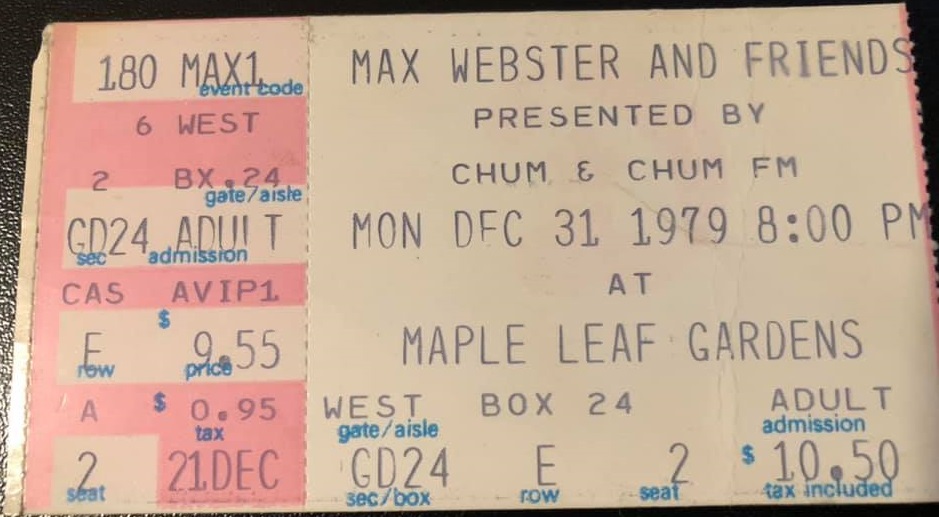 180 MAX1
event code
6 WEST
2 BX.24
gate/aisle
GD24 ADULT
sec admission
CAS AVIP1
E $ 9.55
row price
A $ 0.95
tax
2 21DEC
seat
MAX WEBSTER AND FRIENDS
PRESENTED BY
CHUM & CHUM FM
MON DEC 31 1979 8:00 PM
AT
MAPLE LEAF GARDENS
WEST BOX 24 ADULT
gate/aisle admission
GD24 E 2 $ 10.50
sec/box row seat tax included